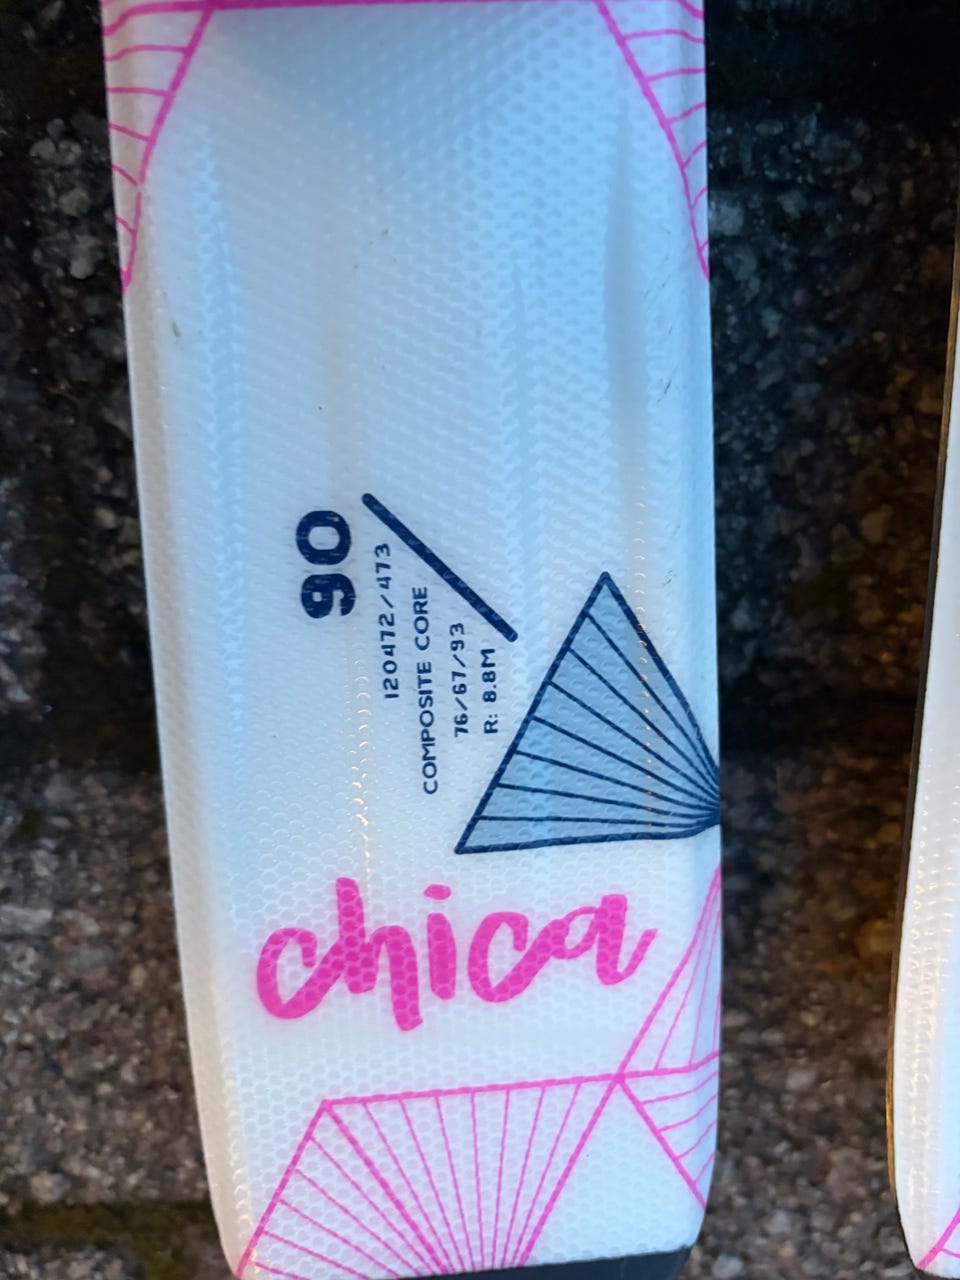 90
120472/473
COMPOSITE CORE
76/67/93
R: 8.8M
chica